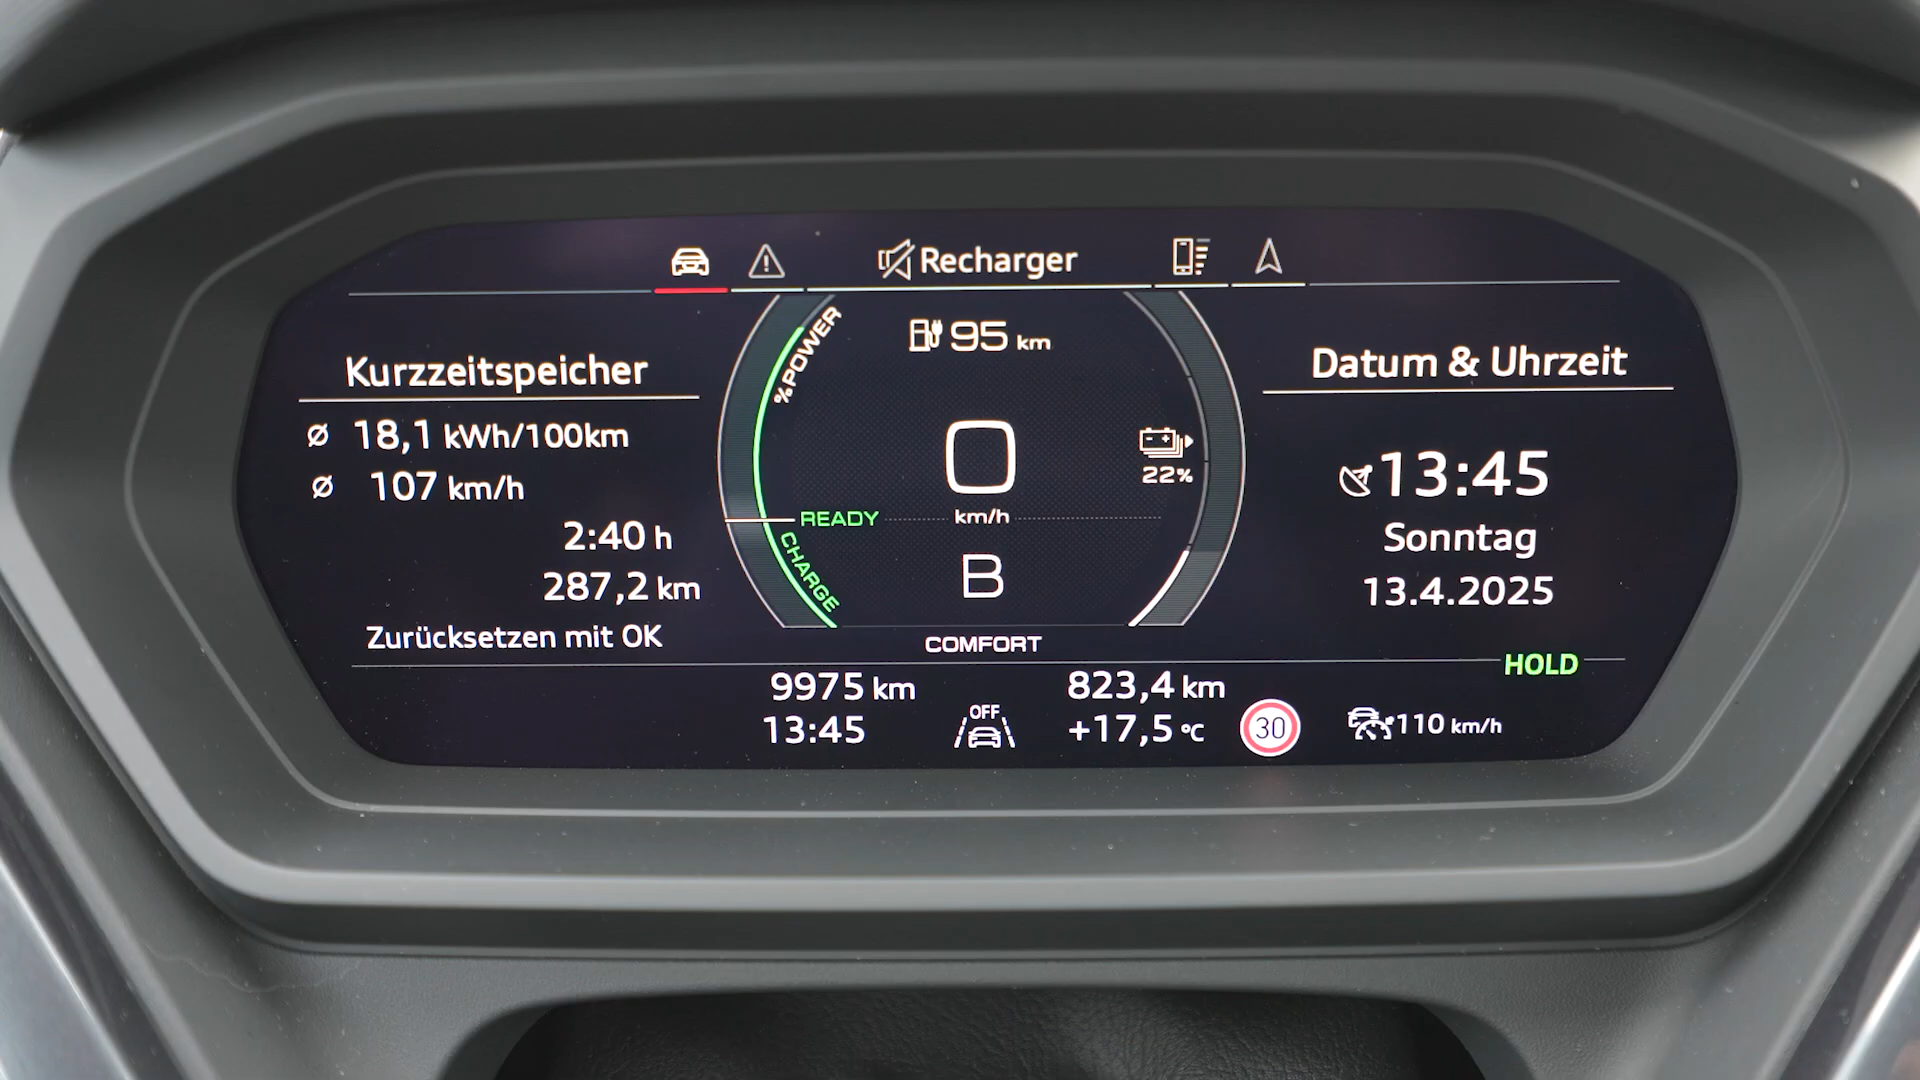 Recharger
Kurzzeitspeicher
Ø 18,1 kWh/100km
Ø 107 km/h
2:40 h
287,2 km
Zurücksetzen mit OK
%POWER
95 km
0
km/h
READY
CHARGE
B
COMFORT
22%
Datum & Uhrzeit
13:45
Sonntag
13.4.2025
HOLD
9975 km
13:45
OFF
823,4 km
+17,5 °C
30
110 km/h